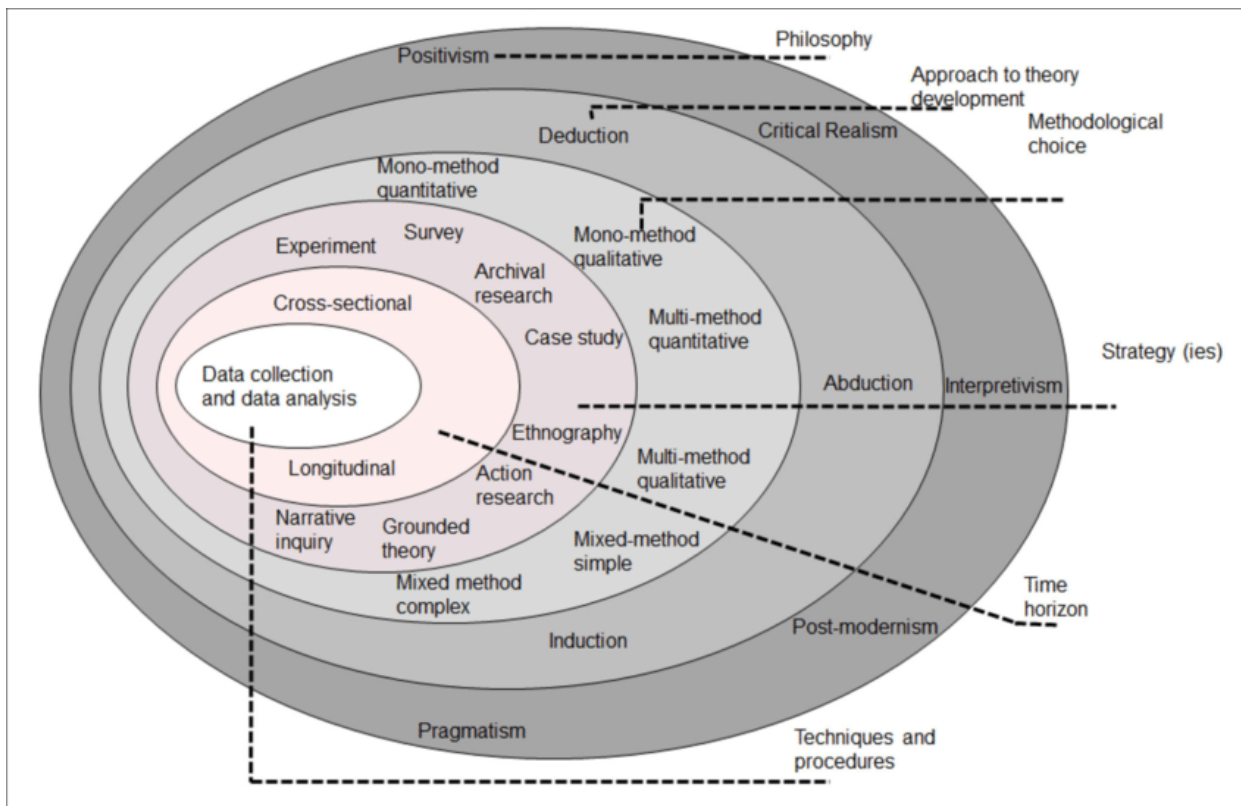 Philosophy
Positivism
Approach to theory
development
Methodological
choice
Critical Realism
Deduction
Mono-method
quantitative
Survey
Experiment
Mono-method
qualitative
Archival
research
Cross-sectional
Case study
Multi-method
quantitative
Strategy (ies)
Data collection
and data analysis
Abduction
Interpretivism
Ethnography
Longitudinal
Action
research
Multi-method
qualitative
Narrative
inquiry
Grounded
theory
Mixed-method
simple
Mixed method
complex
Time
horizon
Post-modernism
Induction
Pragmatism
Techniques and
procedures